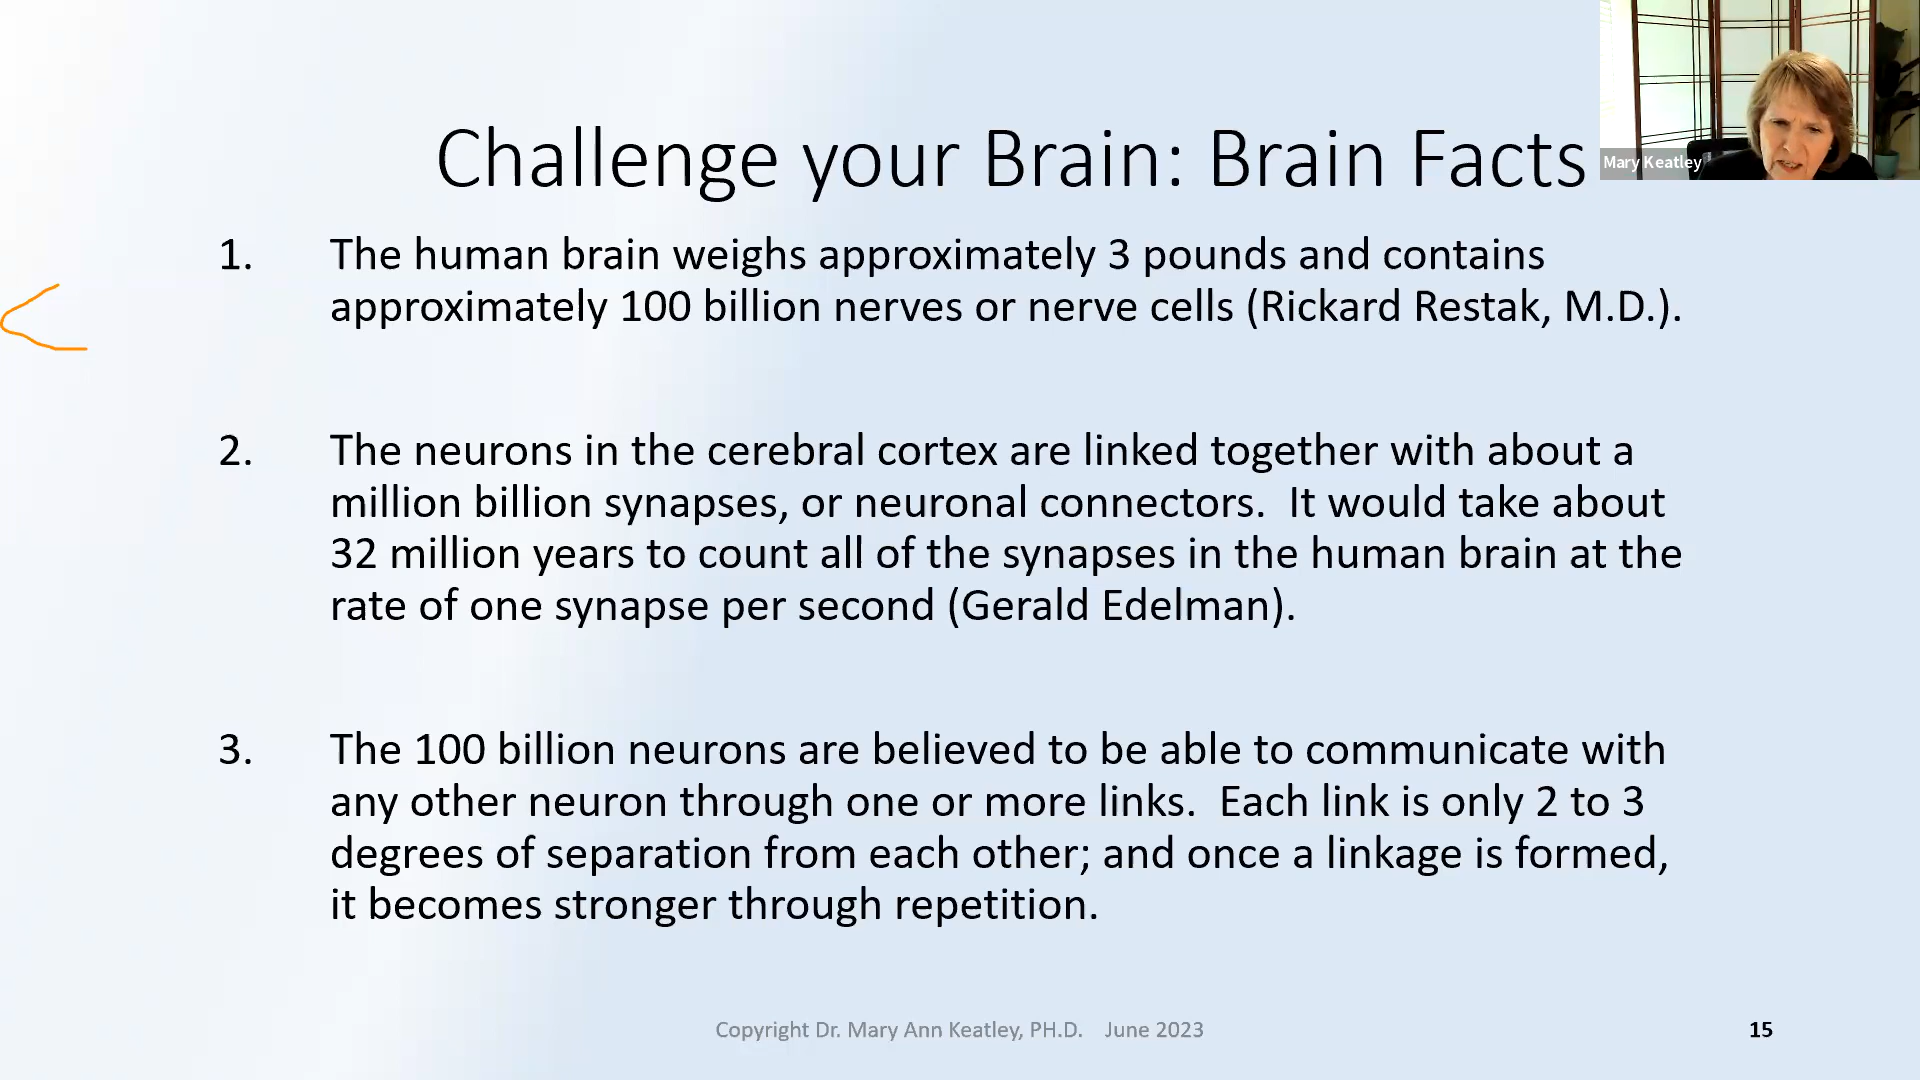 Challenge your Brain: Brain Facts
Mary Keatley
1. The human brain weighs approximately 3 pounds and contains
approximately 100 billion nerves or nerve cells (Rickard Restak, M.D.).
2. The neurons in the cerebral cortex are linked together with about a
million billion synapses, or neuronal connectors.  It would take about
32 million years to count all of the synapses in the human brain at the
rate of one synapse per second (Gerald Edelman).
3. The 100 billion neurons are believed to be able to communicate with
any other neuron through one or more links.  Each link is only 2 to 3
degrees of separation from each other; and once a linkage is formed,
it becomes stronger through repetition.
Copyright Dr. Mary Ann Keatley, PH.D.    June 2023
15